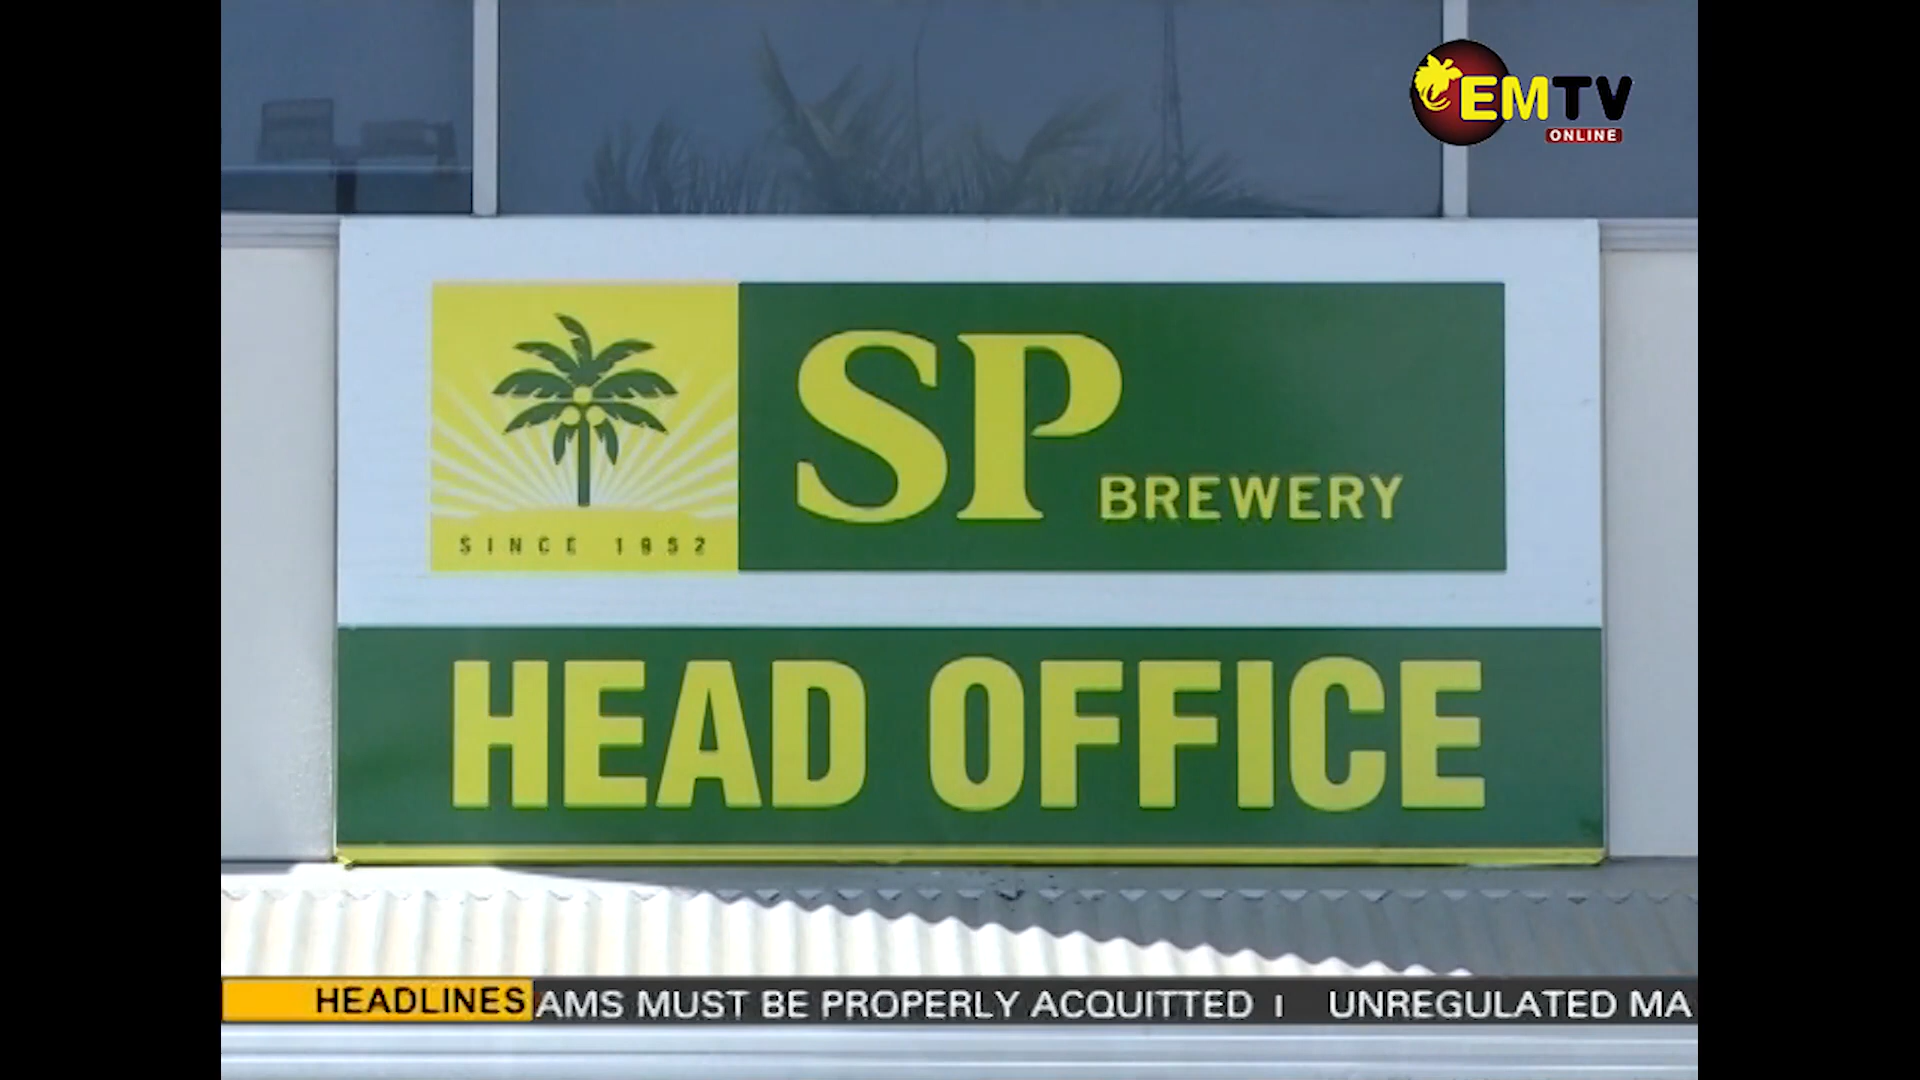 EMTV
ONLINE
SP BREWERY
SINCE 1952
HEAD OFFICE
HEADLINES AMS MUST BE PROPERLY ACQUITTED | UNREGULATED MA